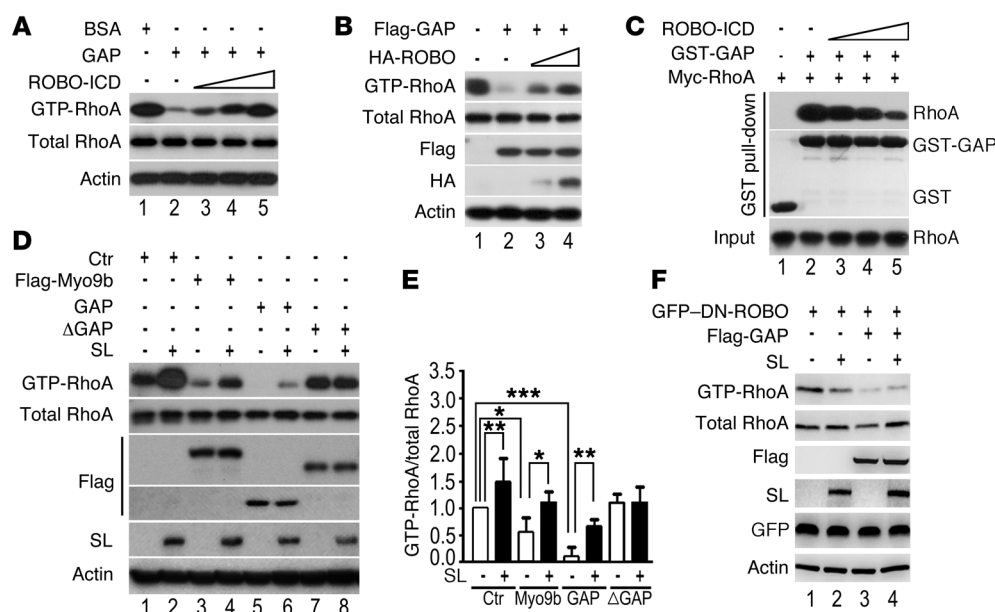 A
BSA + - - - -
GAP - + + + +
ROBO-ICD - -
GTP-RhoA
Total RhoA
Actin
1 2 3 4 5
B
Flag-GAP - + + +
HA-ROBO - -
GTP-RhoA
Total RhoA
Flag
HA
Actin
1 2 3 4
C
ROBO-ICD - -
GST-GAP - + + + +
Myc-RhoA + + + + +
GST pull-down
RhoA
GST-GAP
GST
Input
RhoA
1 2 3 4 5
D
Ctr + + - - - - - -
Flag-Myo9b - - + + - - - -
GAP - - - - + + - -
ΔGAP - - - - - - + +
SL - + - + - + - +
GTP-RhoA
Total RhoA
Flag
SL
Actin
1 2 3 4 5 6 7 8
E
GTP-RhoA/total RhoA
3.5
3.0
2.5
2.0
1.5
1.0
0.5
0.0
***
*
**
*
**
SL - + - + - + - +
Ctr Myo9b GAP ΔGAP
F
GFP–DN-ROBO + + + +
Flag-GAP - - + +
SL - + - +
GTP-RhoA
Total RhoA
Flag
SL
GFP
Actin
1 2 3 4